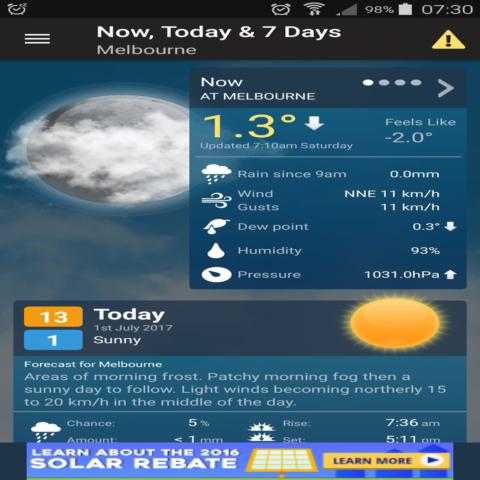 98% 07:30
Now, Today & 7 Days
Melbourne
Now
AT MELBOURNE
1.3°
Feels Like
-2.0°
Updated 7:10am Saturday
Rain since 9am 0.0mm
Wind NNE 11 km/h
Gusts 11 km/h
Dew point 0.3°
Humidity 93%
Pressure 1031.0hPa
13 Today
1st July 2017
1 Sunny
Forecast for Melbourne
Areas of morning frost. Patchy morning fog then a
sunny day to follow. Light winds becoming northerly 15
to 20 km/h in the middle of the day.
Chance: 5% Rise: 7:36 am
Amount: < 1 mm Set: 5:11 pm
LEARN ABOUT THE 2016
SOLAR REBATE
LEARN MORE